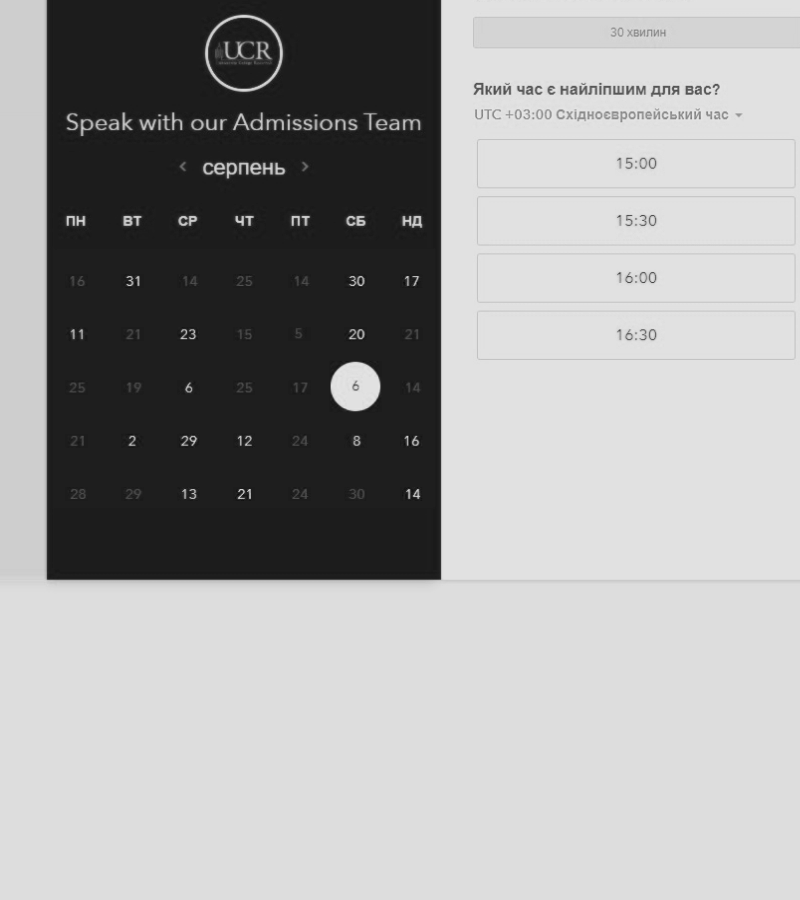 30 хвилин
UCR
Speak with our Admissions Team
серпень
ПН ВТ СР ЧТ ПТ СБ НД
16 31 14 25 14 30 17
11 21 23 15 5 20 21
25 19 6 25 17 6 14
21 2 29 12 24 8 16
28 29 13 21 24 30 14
Який час є найліпшим для вас?
UTC +03:00 Східноєвропейський час
15:00
15:30
16:00
16:30